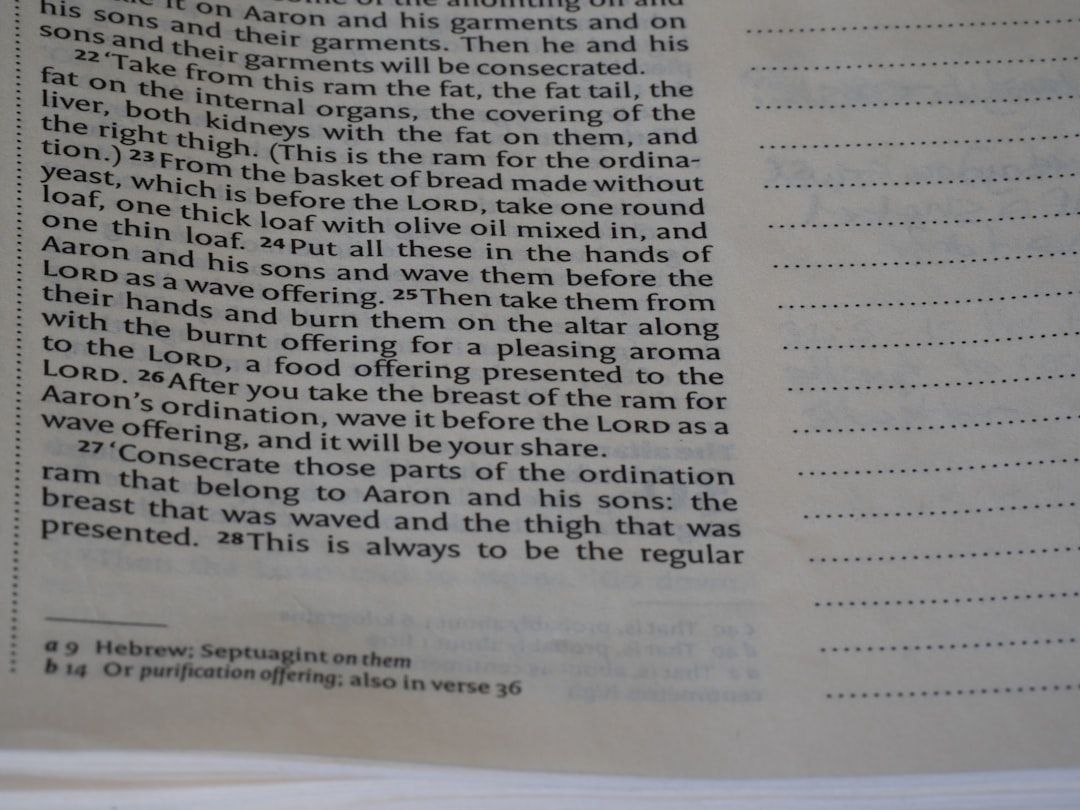 it on Aaron and his garments and on
his sons and their garments. Then he and his
sons and their garments will be consecrated.
22 ‘Take from this ram the fat, the fat tail, the
fat on the internal organs, the covering of the
liver, both kidneys with the fat on them, and
the right thigh. (This is the ram for the ordina-
tion.) 23 From the basket of bread made without
yeast, which is before the LORD, take one round
loaf, one thick loaf with olive oil mixed in, and
one thin loaf. 24 Put all these in the hands of
Aaron and his sons and wave them before the
LORD as a wave offering. 25 Then take them from
their hands and burn them on the altar along
with the burnt offering for a pleasing aroma
to the LORD, a food offering presented to the
LORD. 26 After you take the breast of the ram for
Aaron’s ordination, wave it before the LORD as a
wave offering, and it will be your share.
27 ‘Consecrate those parts of the ordination
ram that belong to Aaron and his sons: the
breast that was waved and the thigh that was
presented. 28 This is always to be the regular
a 9 Hebrew; Septuagint on them
b 14 Or purification offering; also in verse 36